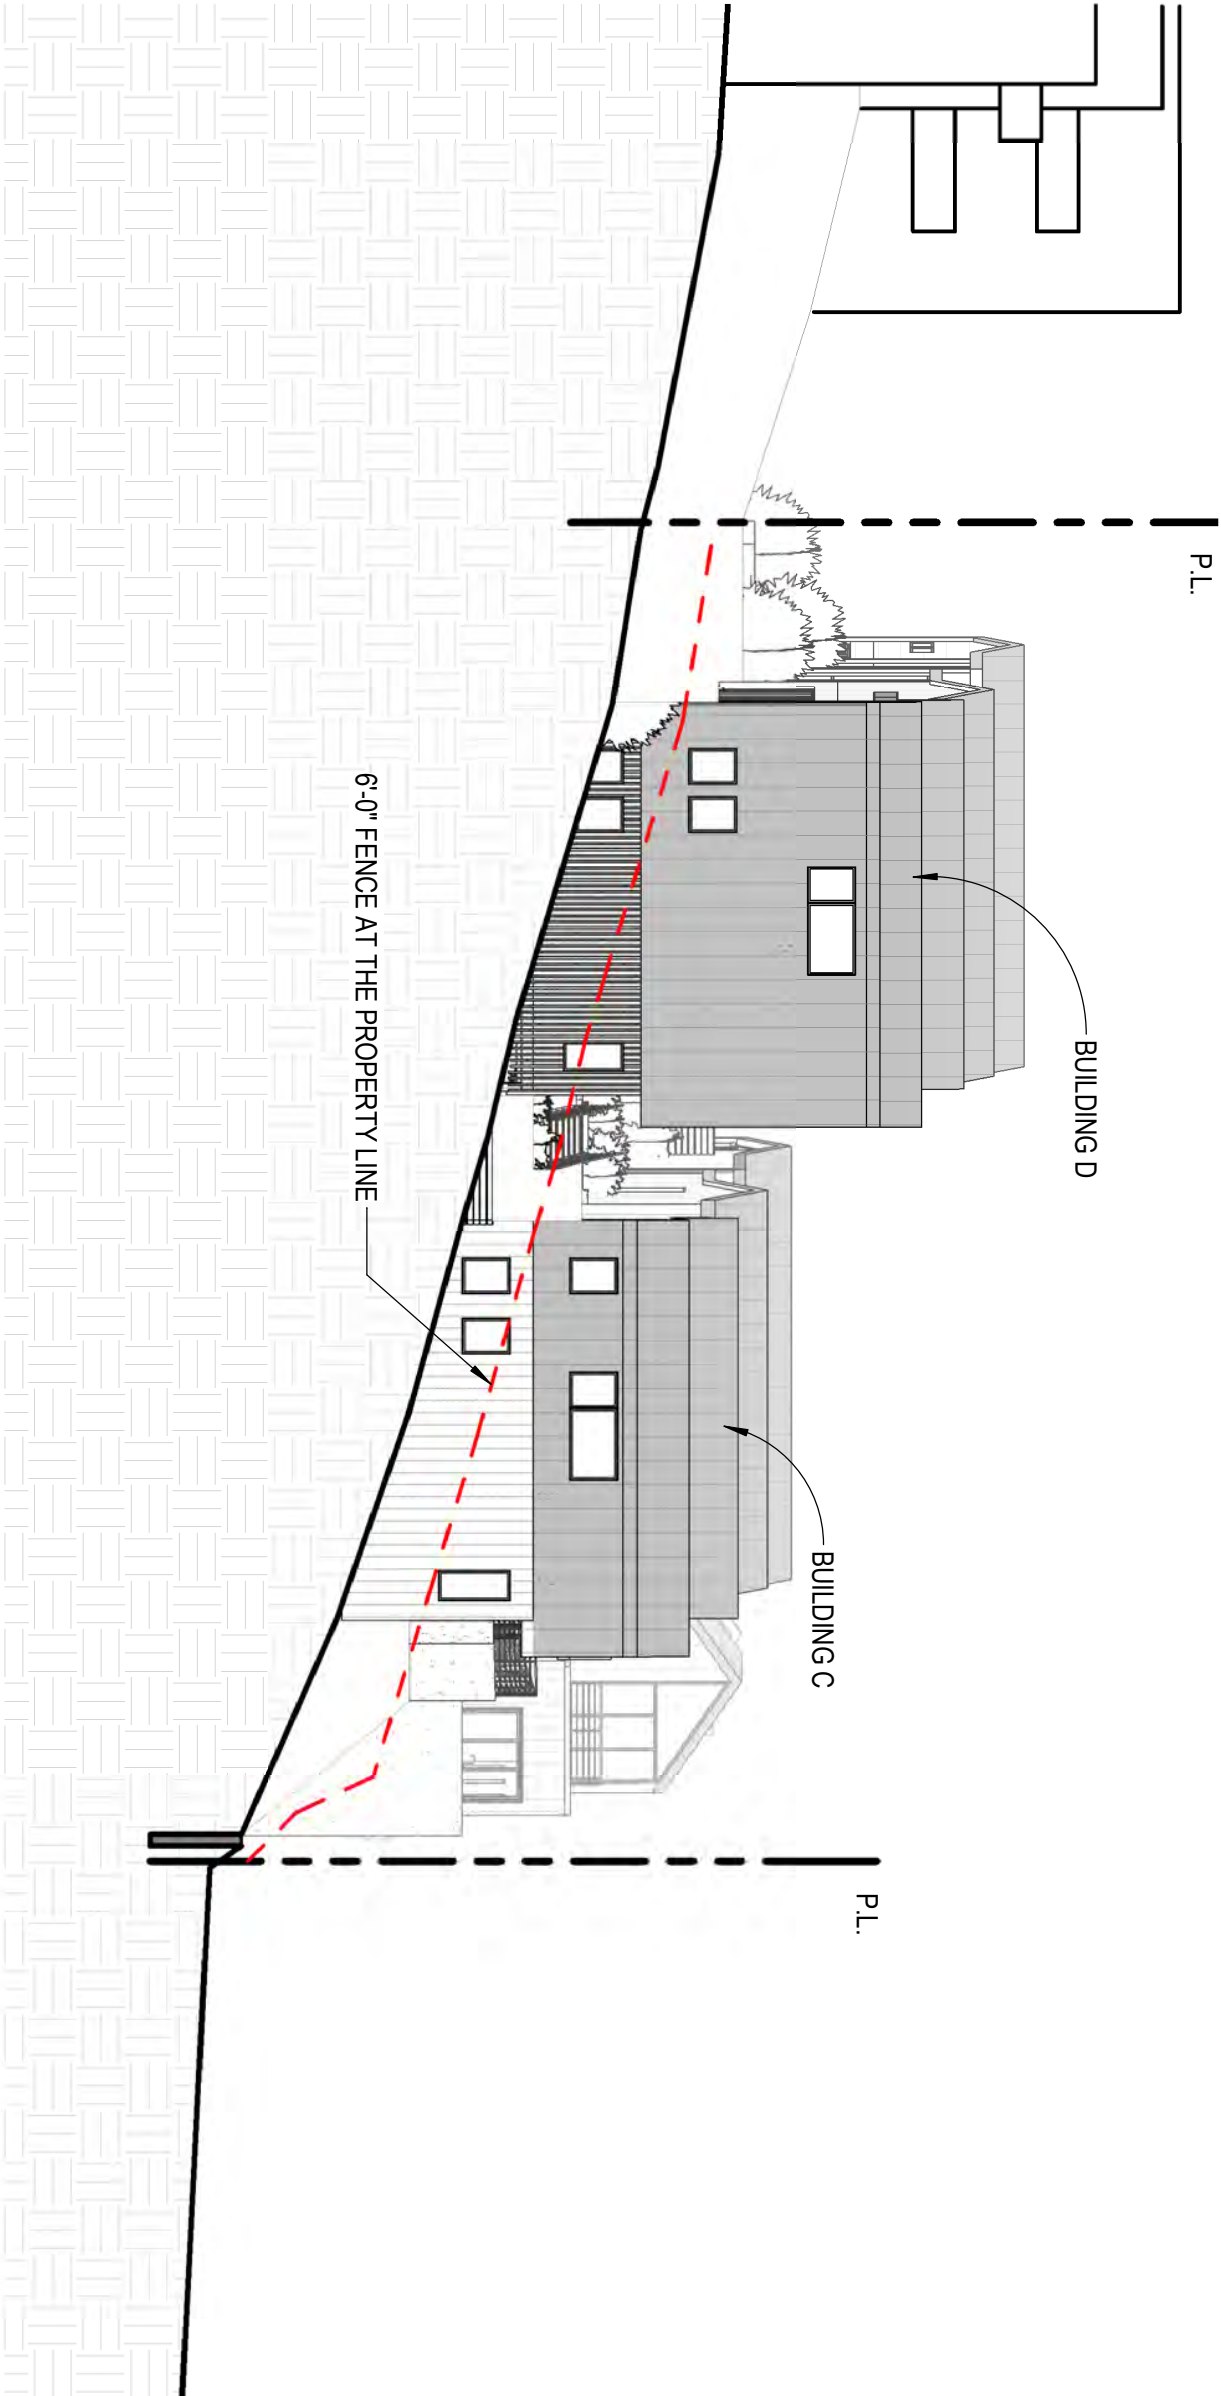 P.L.
BUILDING D
6'-0" FENCE AT THE PROPERTY LINE
BUILDING C
P.L.